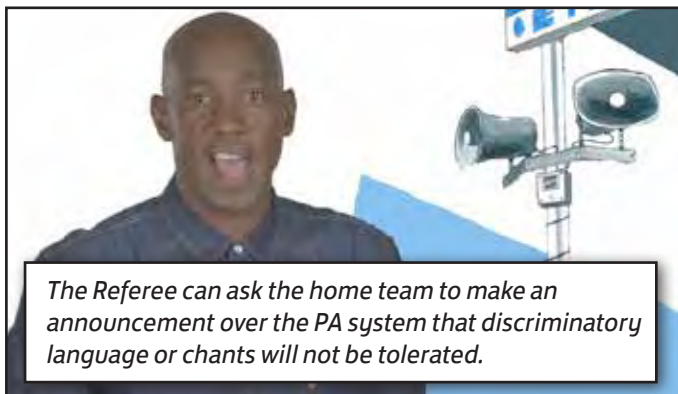 The Referee can ask the home team to make an
announcement over the PA system that discriminatory
language or chants will not be tolerated.